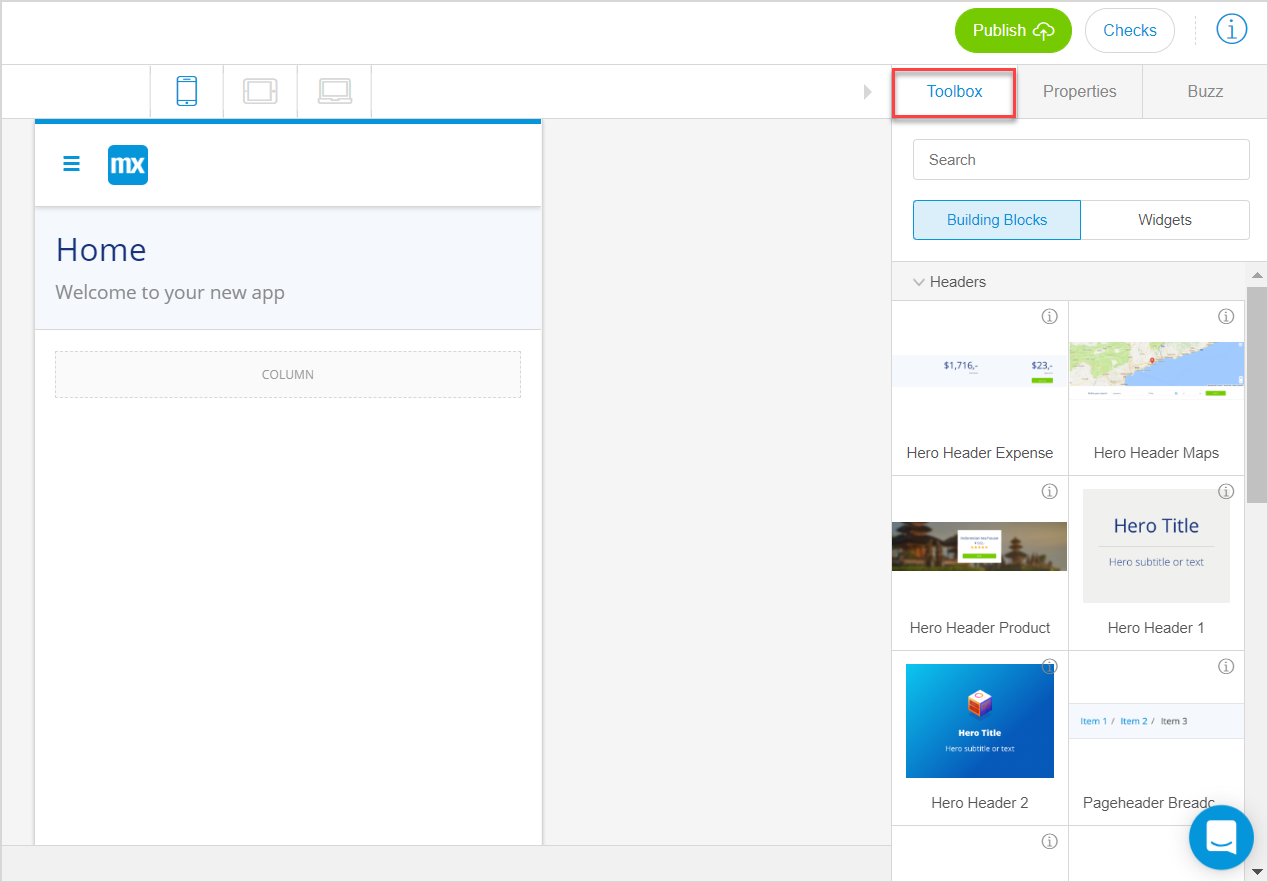 Publish
Checks
Toolbox
Properties
Buzz
mx
Search
Building Blocks
Widgets
Home
Welcome to your new app
COLUMN
Headers
$1,716,-
$23,-
Hero Header Expense
Hero Header Maps
Hero Title
Hero subtitle or text
Hero Header Product
Hero Header 1
Hero Title
Hero subtitle or text
Item 1 / Item 2 / Item 3
Hero Header 2
Pageheader Breadc